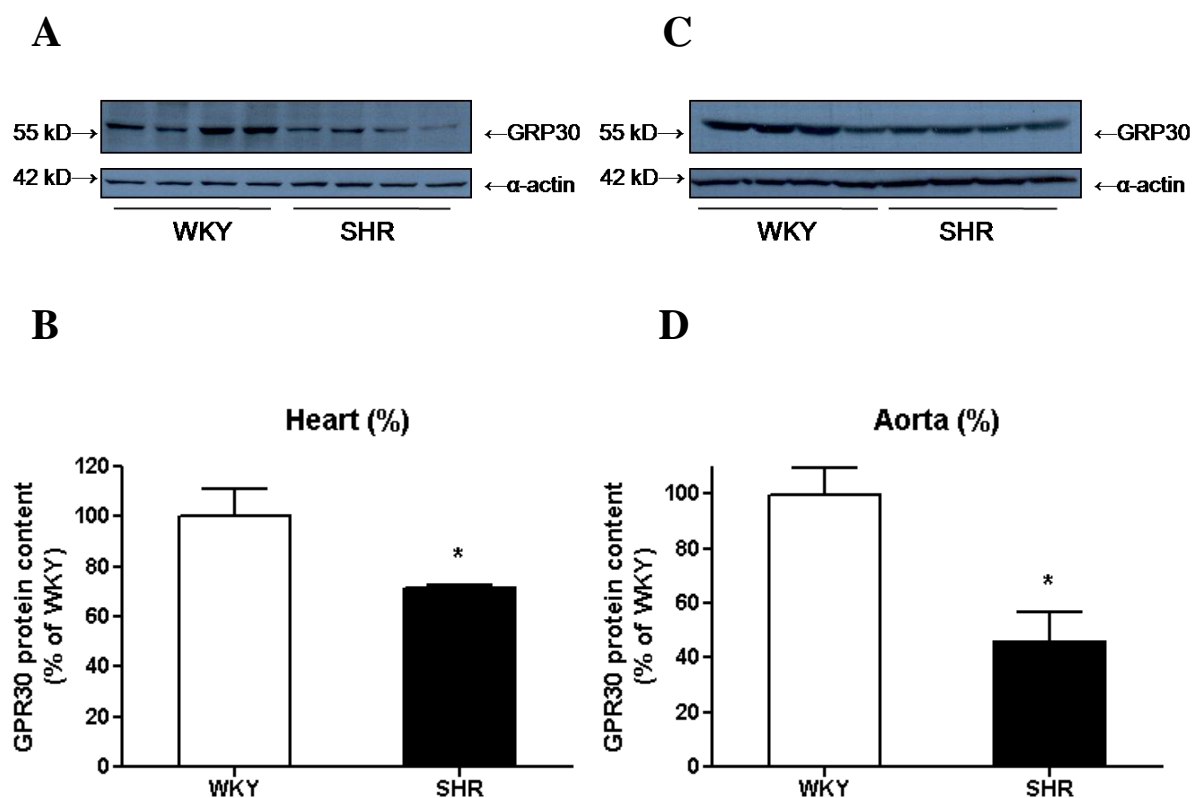 A
55 kD→ ←GRP30
42 kD→ ←α-actin
WKY SHR
C
55 kD→ ←GRP30
42 kD→ ←α-actin
WKY SHR
B
Heart (%)
GPR30 protein content
(% of WKY)
120
100
80
60
40
20
0
WKY SHR
*
D
Aorta (%)
GPR30 protein content
(% of WKY)
100
80
60
40
20
0
WKY SHR
*